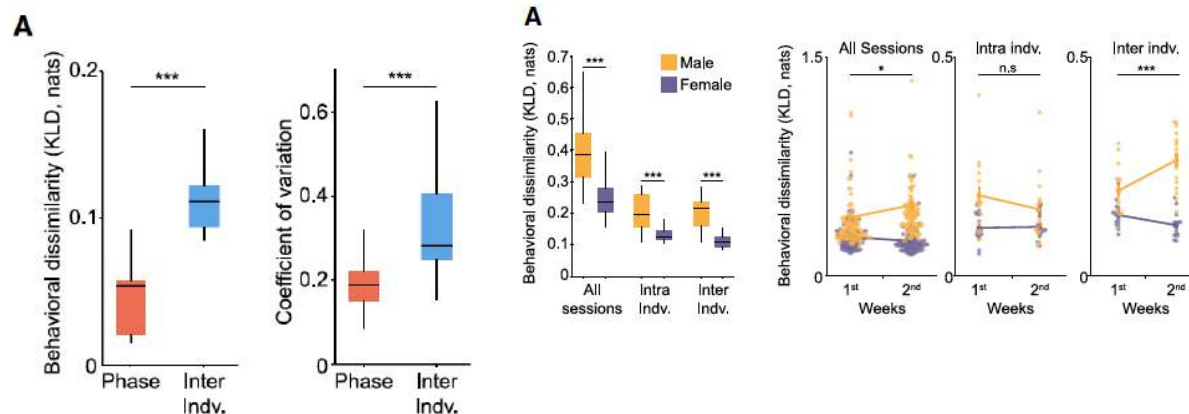 A
Behavioral dissimilarity (KLD, nats)
0.2
0.1
0
***
Phase
Inter
Indv.
Coefficient of variation
0.6
0.4
0.2
0
***
Phase
Inter
Indv.
A
Behavioral dissimilarity (KLD, nats)
0.7
0.6
0.5
0.4
0.3
0.2
0.1
0
***
***
***
Male
Female
All
sessions
Intra
Indv.
Inter
Indv.
Behavioral dissimilarity (KLD, nats)
All Sessions
1.5
0
*
1st
2nd
Weeks
Intra indv.
0.5
0
n.s
1st
2nd
Weeks
Inter indv.
0.5
0
***
1st
2nd
Weeks